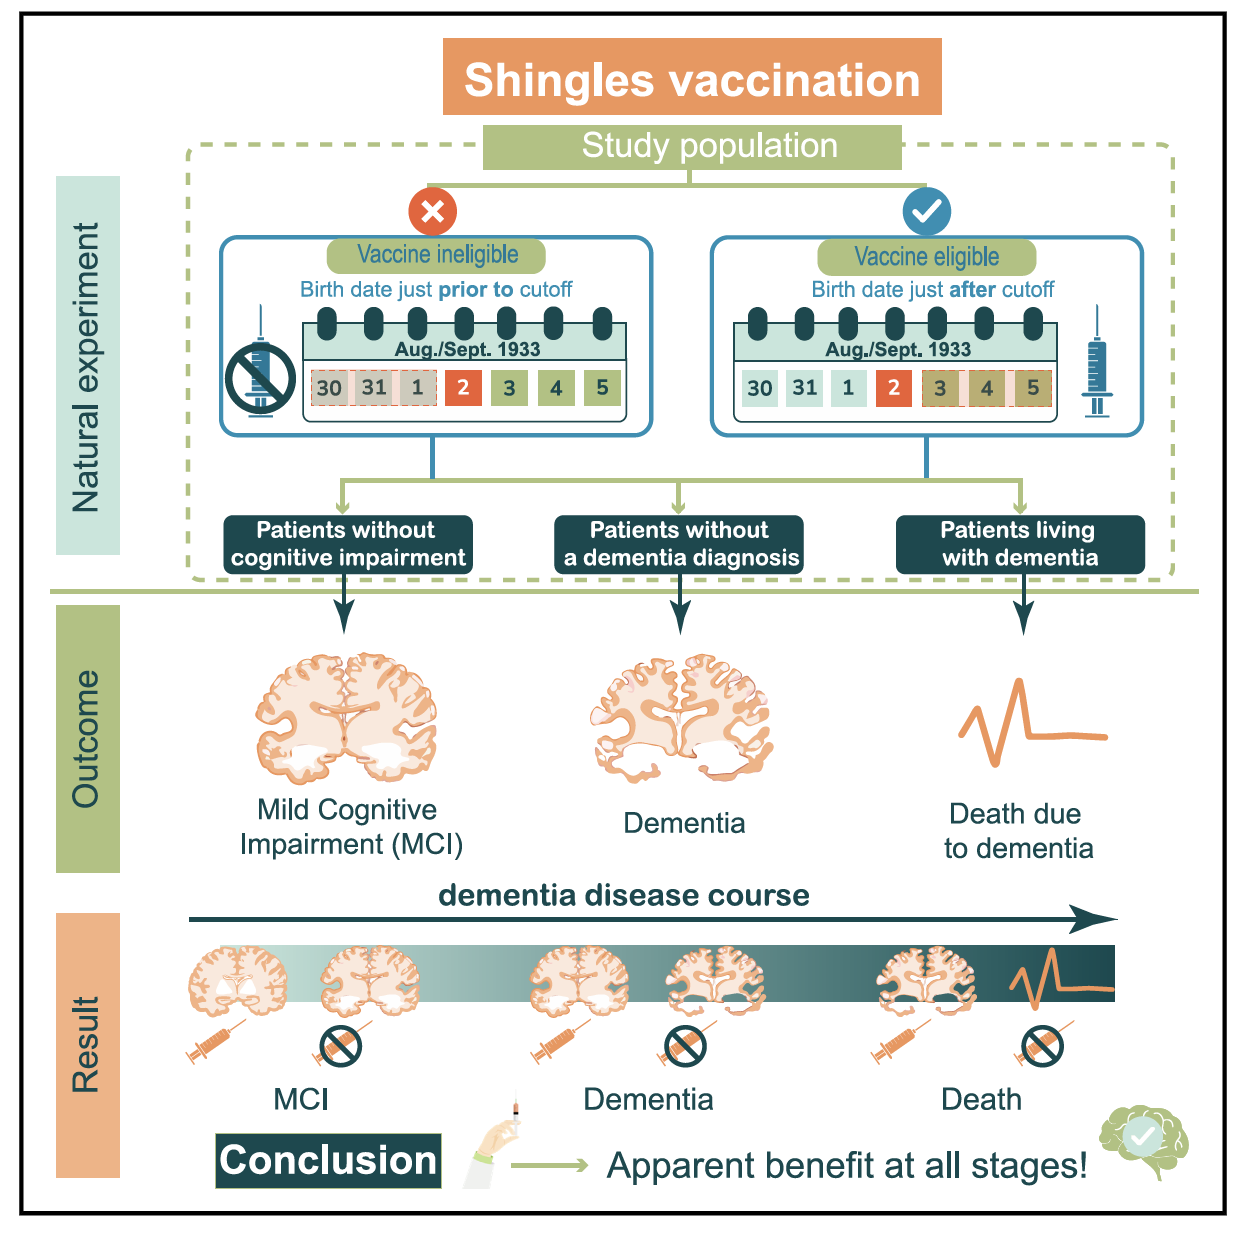 Shingles vaccination
Study population
Natural experiment
Vaccine ineligible
Birth date just prior to cutoff
Aug./Sept. 1933
30 31 1 2 3 4 5
Vaccine eligible
Birth date just after cutoff
Aug./Sept. 1933
30 31 1 2 3 4 5
Patients without
cognitive impairment
Patients without
a dementia diagnosis
Patients living
with dementia
Outcome
Mild Cognitive
Impairment (MCI)
Dementia
Death due
to dementia
Result
dementia disease course
MCI
Dementia
Death
Conclusion
Apparent benefit at all stages!